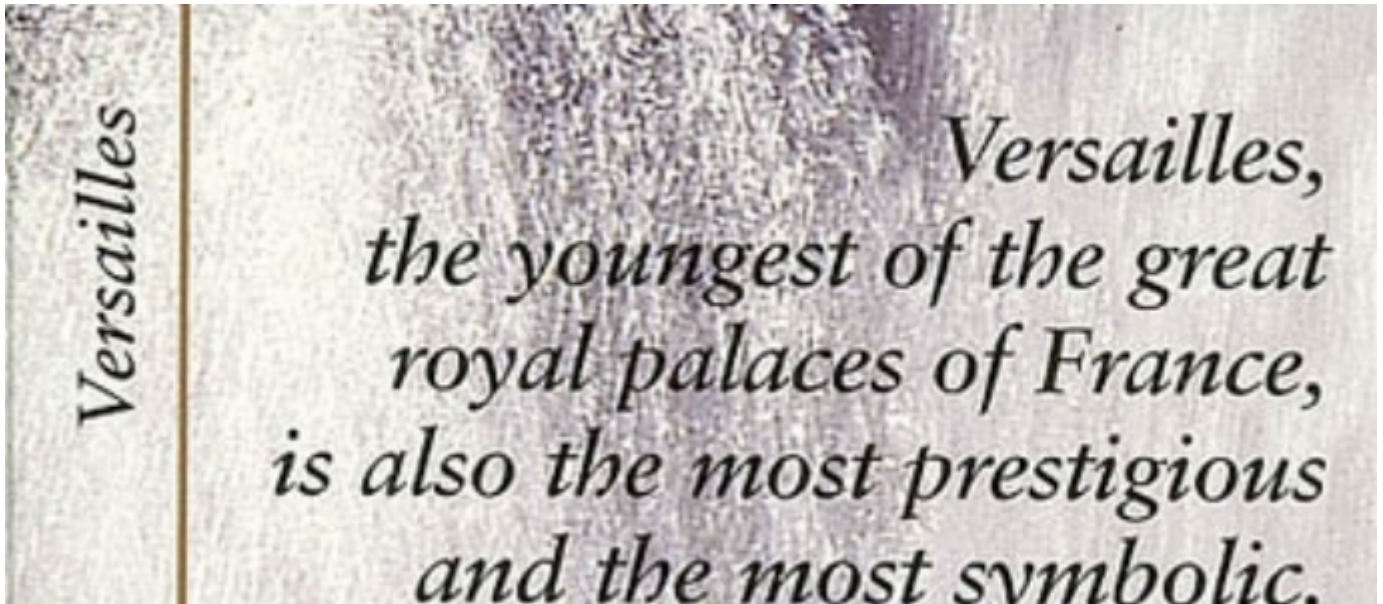 Versailles
Versailles,
the youngest of the great
royal palaces of France,
is also the most prestigious
and the most symbolic.